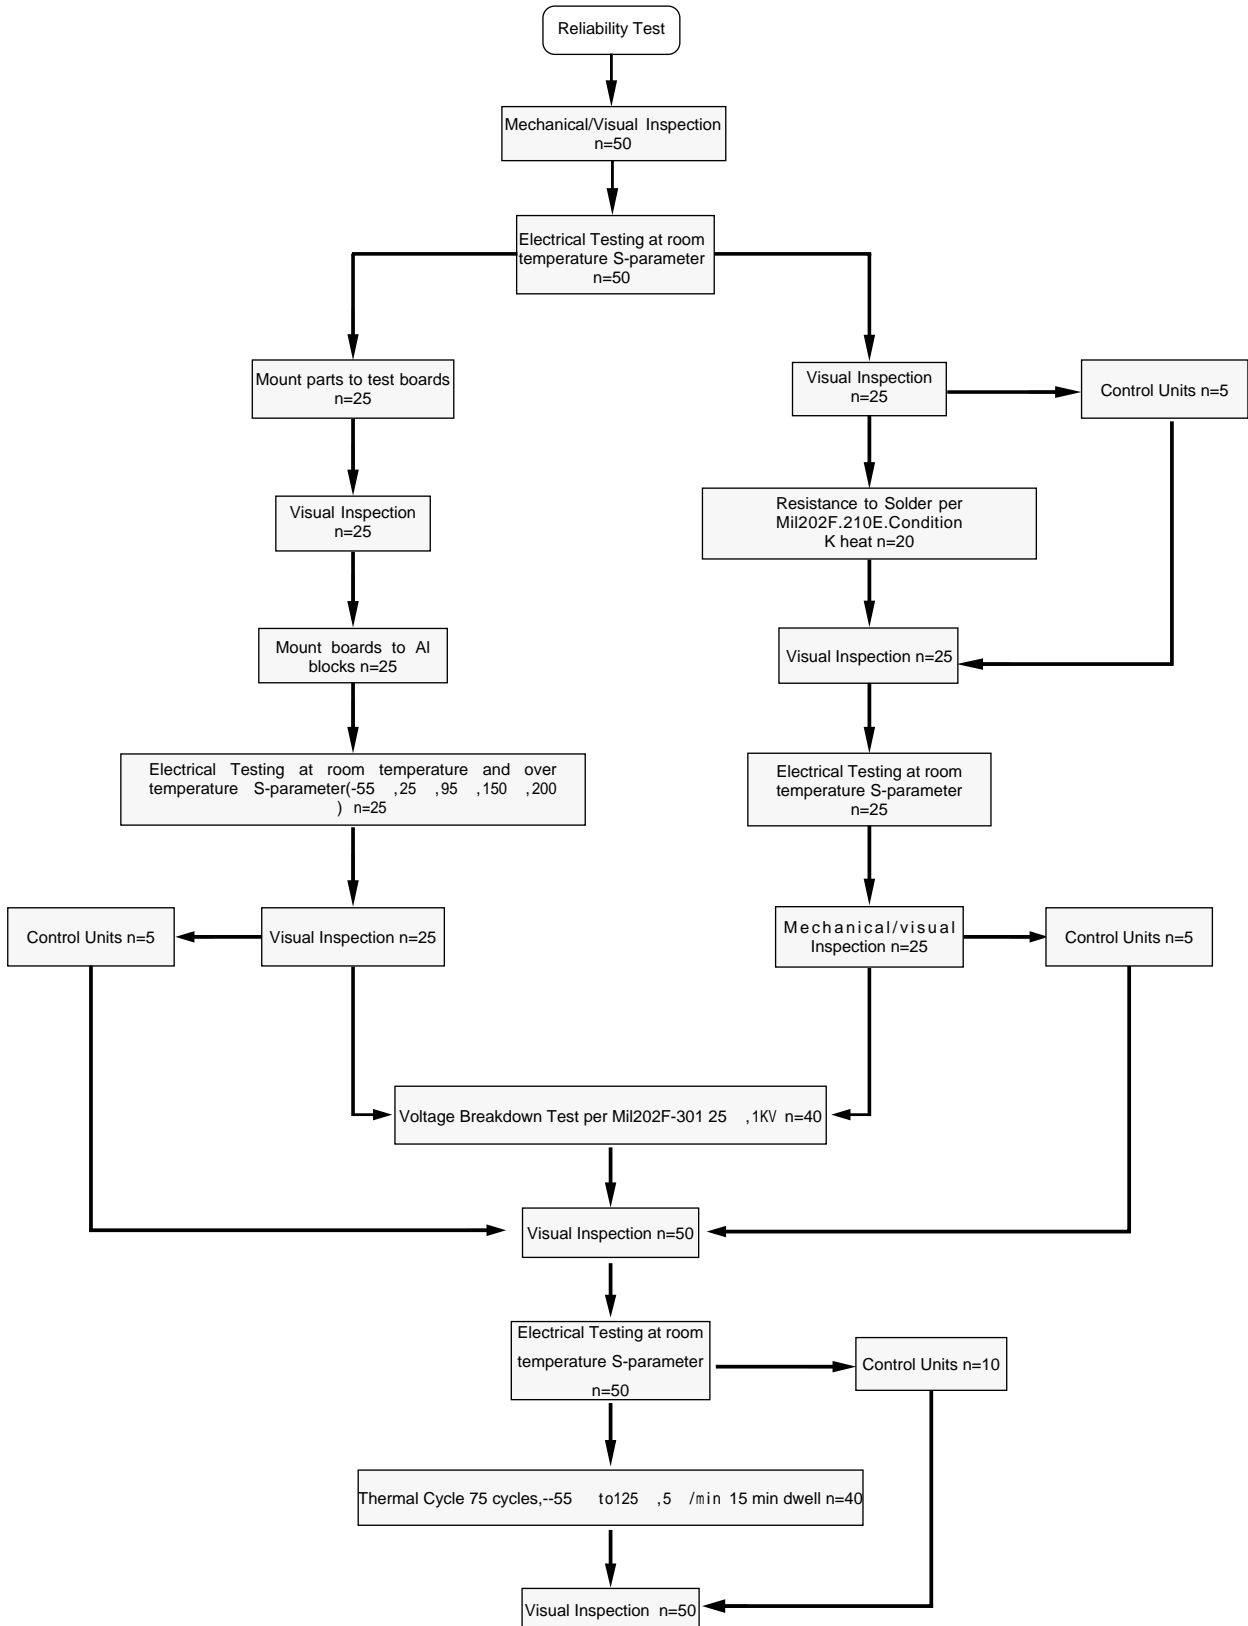 Reliability Test
Mechanical/Visual Inspection
n=50
Electrical Testing at room
temperature S-parameter
n=50
Mount parts to test boards
n=25
Visual Inspection
n=25
Control Units n=5
Visual Inspection
n=25
Resistance to Solder per
Mil202F.210E.Condition
K heat n=20
Mount boards to Al
blocks n=25
Visual Inspection n=25
Electrical Testing at room temperature and over
temperature S-parameter(-55 ,25 ,95 ,150 ,200
) n=25
Electrical Testing at room
temperature S-parameter
n=25
Control Units n=5
Visual Inspection n=25
Mechanical/visual
Inspection n=25
Control Units n=5
Voltage Breakdown Test per Mil202F-301 25 ,1KV n=40
Visual Inspection n=50
Electrical Testing at room
temperature S-parameter
n=50
Control Units n=10
Thermal Cycle 75 cycles,--55 to125 ,5 /min 15 min dwell n=40
Visual Inspection n=50